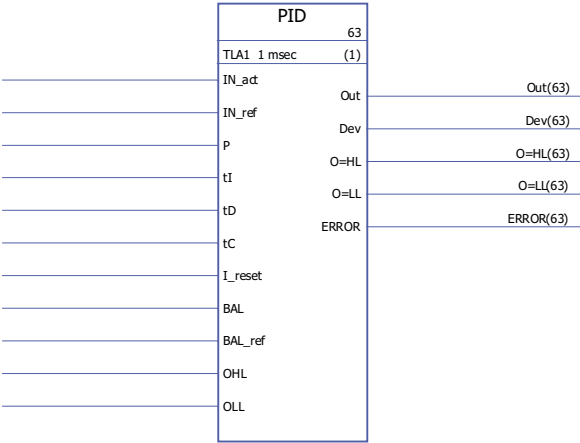 PID
63
TLA1 1 msec (1)
IN_act
IN_ref
P
tI
tD
tC
I_reset
BAL
BAL_ref
OHL
OLL
Out
Dev
O=HL
O=LL
ERROR
Out(63)
Dev(63)
O=HL(63)
O=LL(63)
ERROR(63)